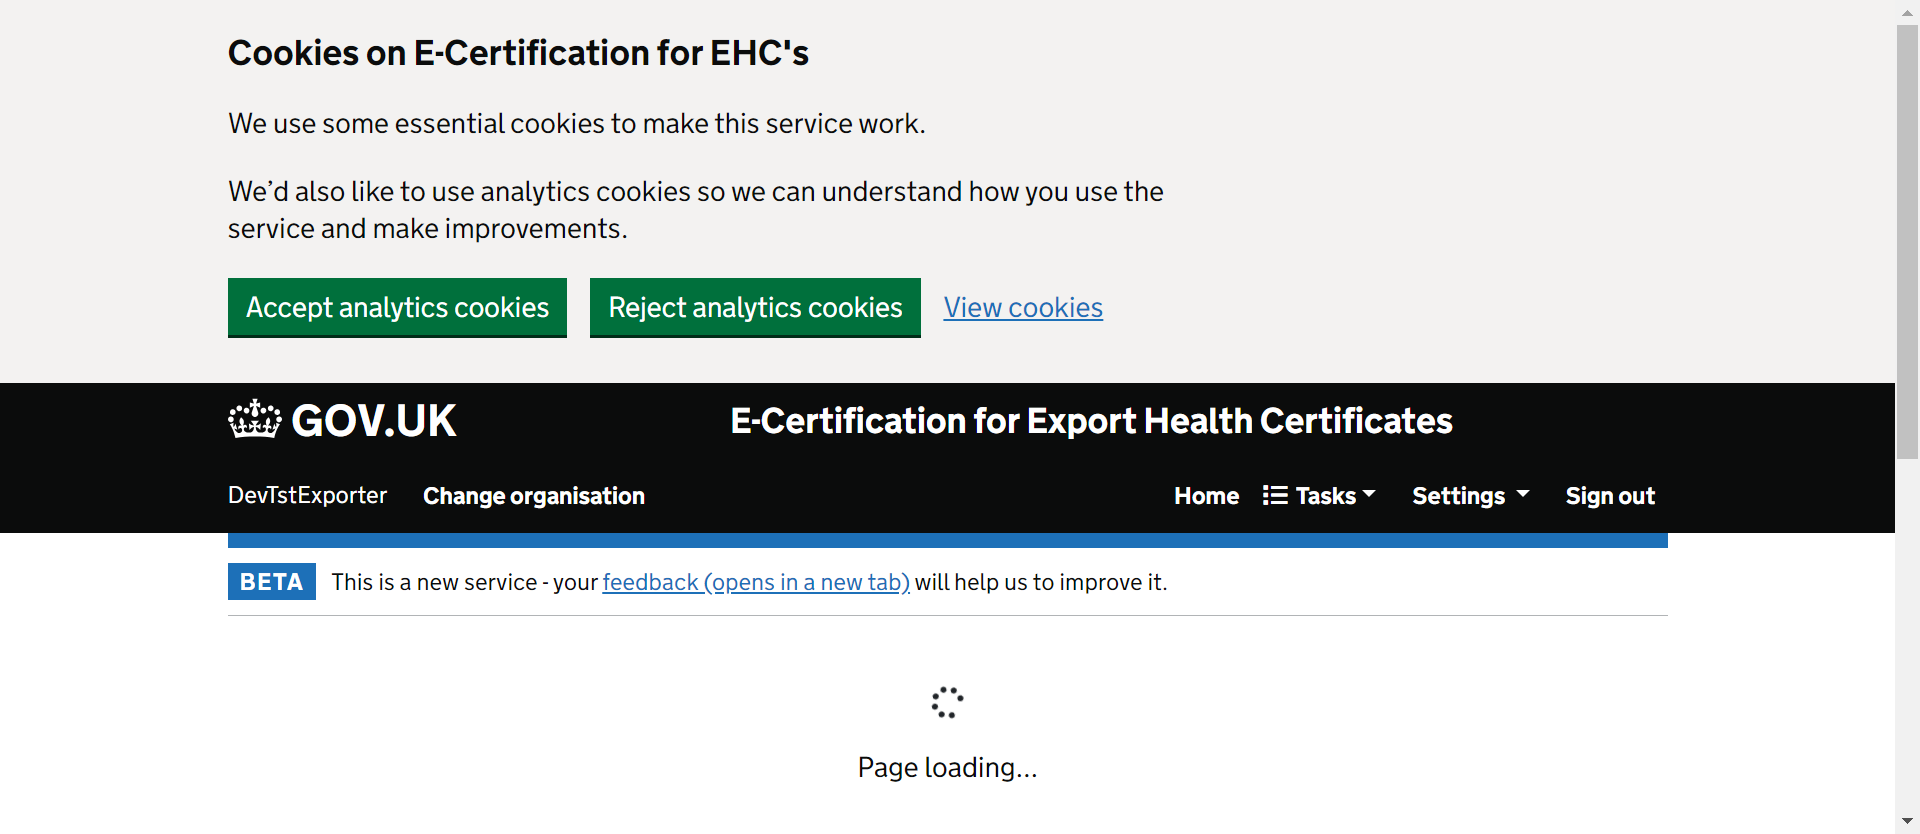 Cookies on E-Certification for EHC's
We use some essential cookies to make this service work.
We’d also like to use analytics cookies so we can understand how you use the
service and make improvements.
Accept analytics cookies Reject analytics cookies View cookies
GOV.UK E-Certification for Export Health Certificates
DevTstExporter Change organisation Home Tasks Settings Sign out
BETA This is a new service - your feedback (opens in a new tab) will help us to improve it.
Page loading...